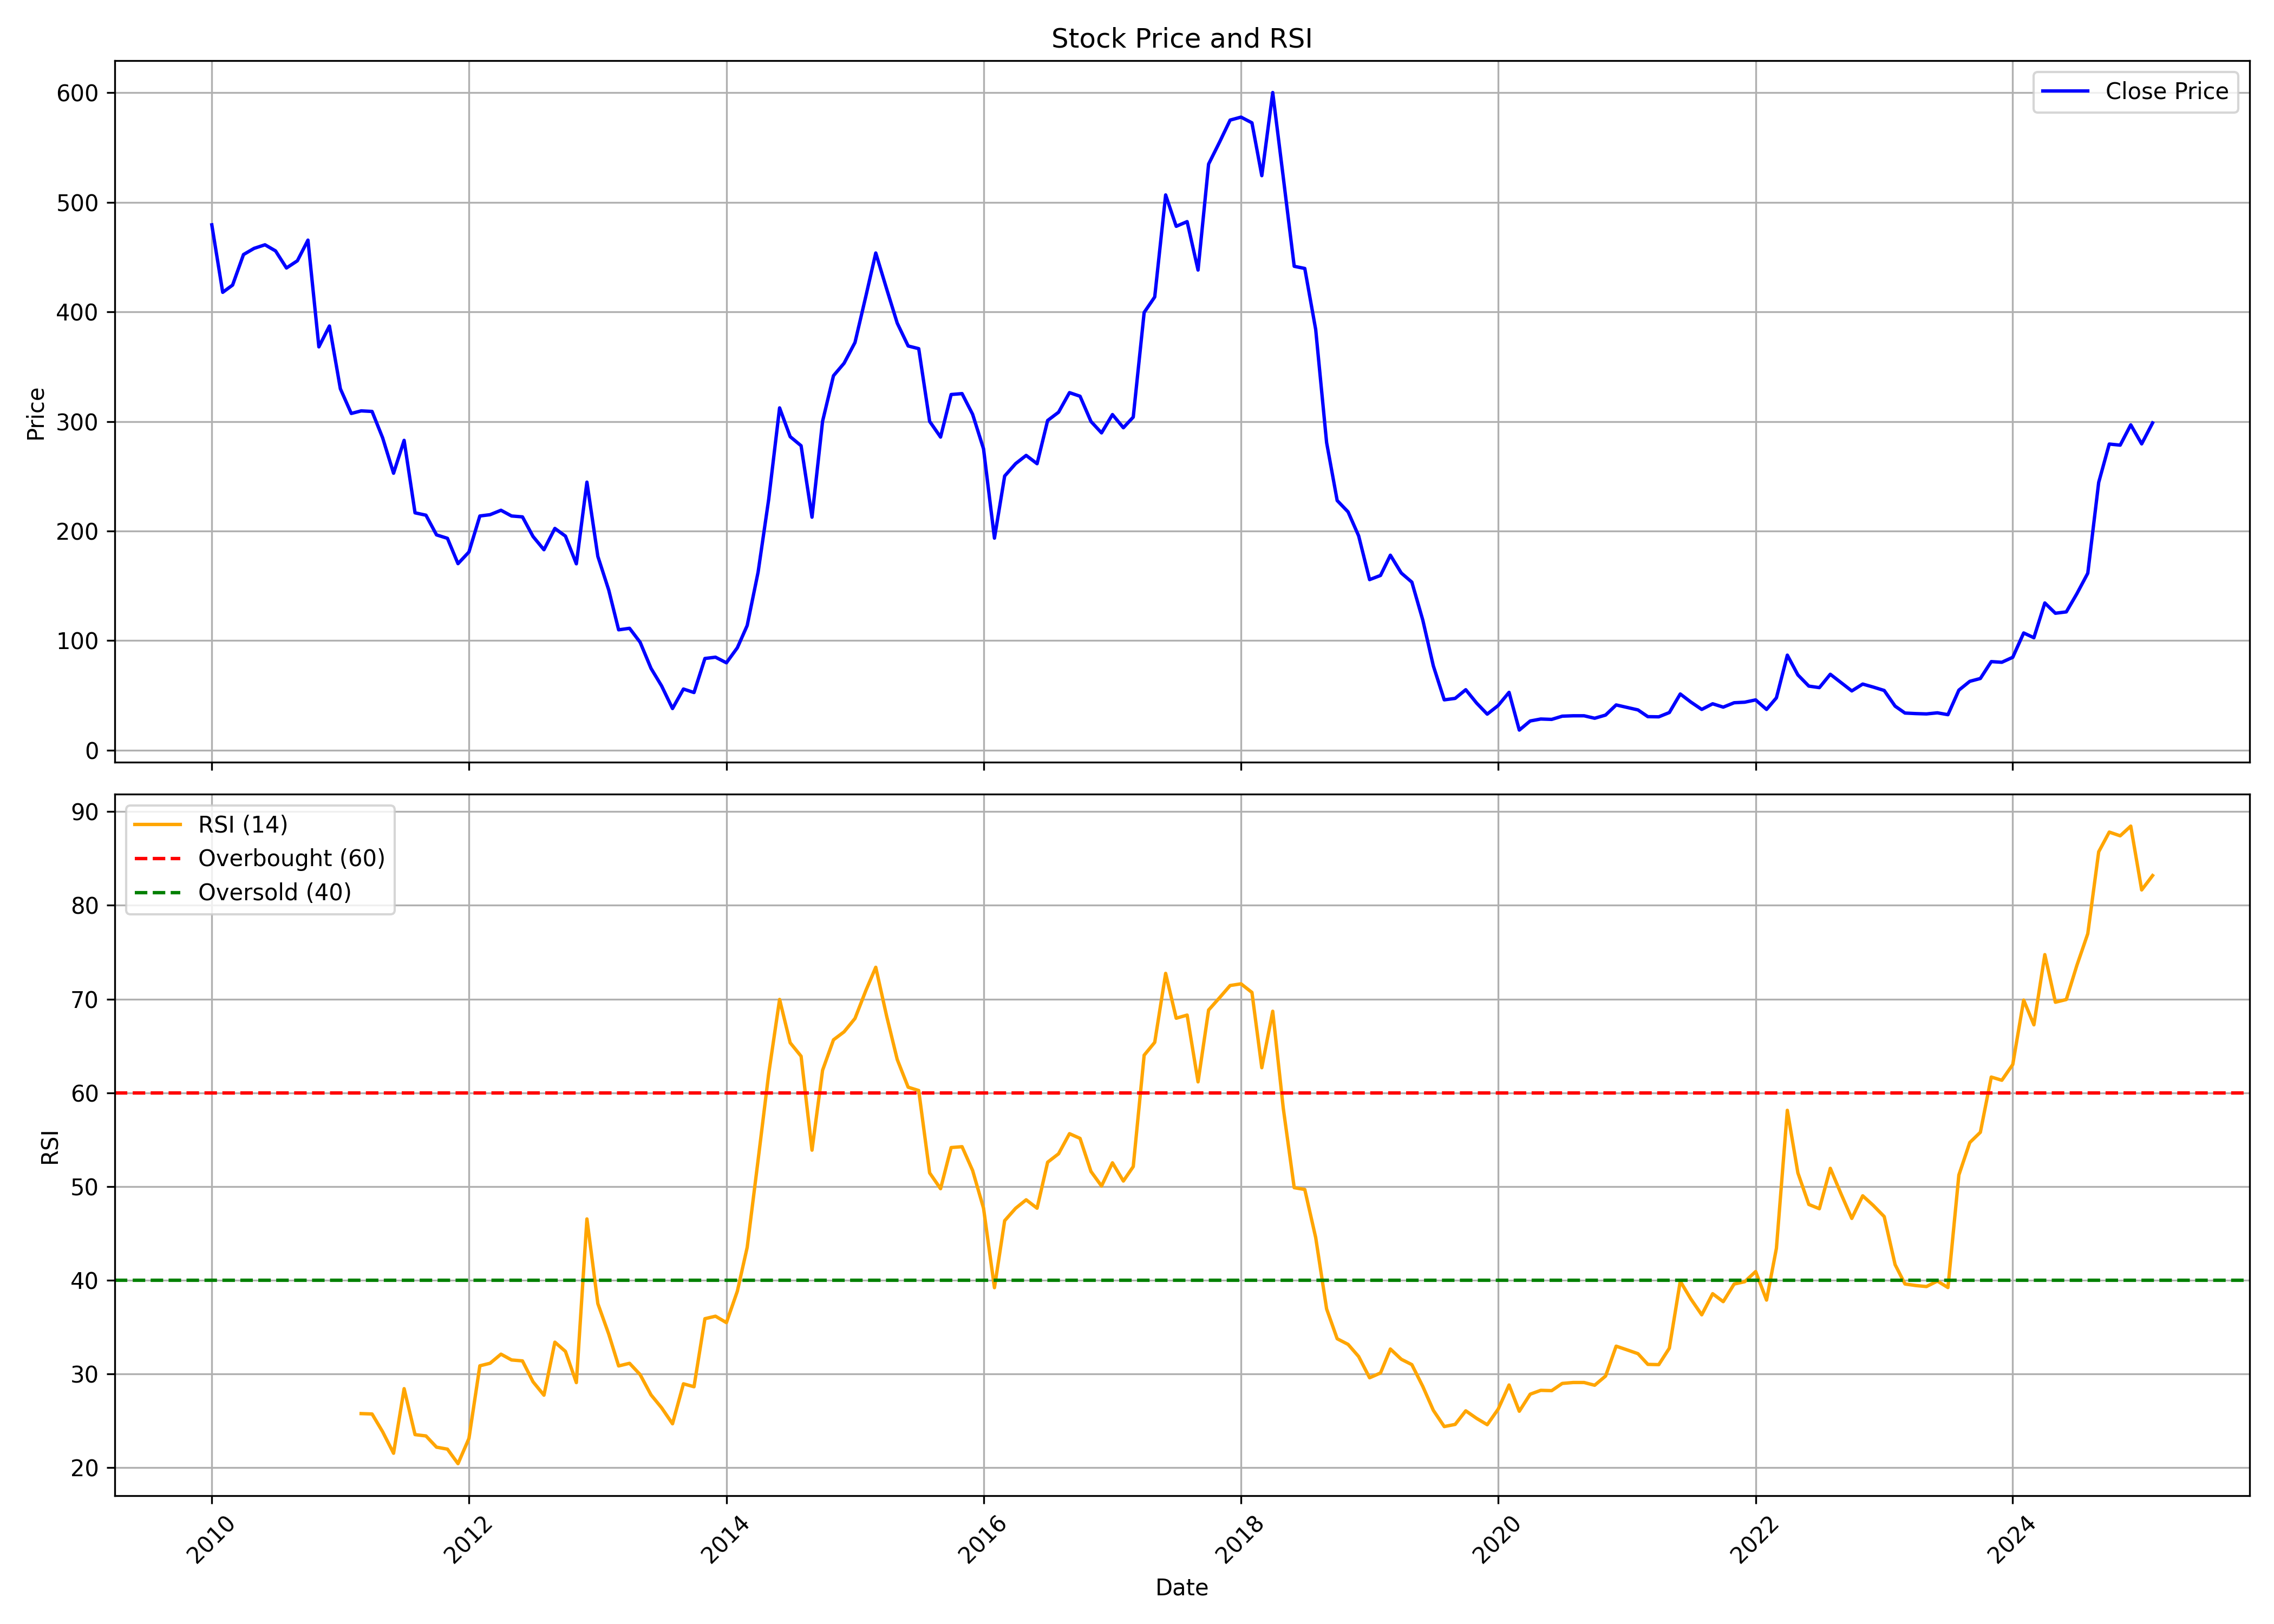 Stock Price and RSI
Close Price
600
500
400
300
200
100
0
Price
RSI (14)
Overbought (60)
Oversold (40)
90
80
70
60
50
40
30
20
RSI
2010
2012
2014
2016
2018
2020
2022
2024
Date